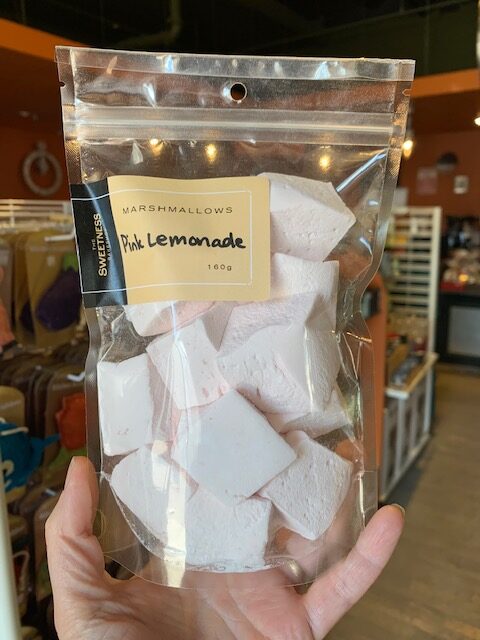 THE
SWEETNESS
MARSHMALLOWS
Pink Lemonade
160g